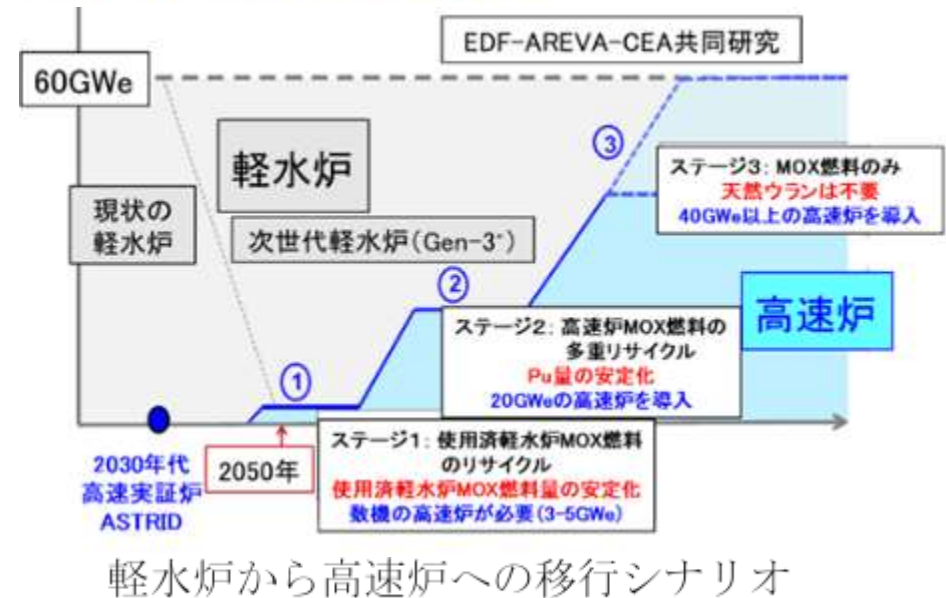 EDF-AREVA-CEA共同研究
60GWe
軽水炉
現状の
軽水炉
次世代軽水炉(Gen-3⁺)
③
ステージ3: MOX燃料のみ
天然ウランは不要
40GWe以上の高速炉を導入
高速炉
②
ステージ2: 高速炉MOX燃料の
多重リサイクル
Pu量の安定化
20GWeの高速炉を導入
①
ステージ1: 使用済軽水炉MOX燃料
のリサイクル
使用済軽水炉MOX燃料量の安定化
数機の高速炉が必要(3-5GWe)
2050年
2030年代
高速実証炉
ASTRID
軽水炉から高速炉への移行シナリオ